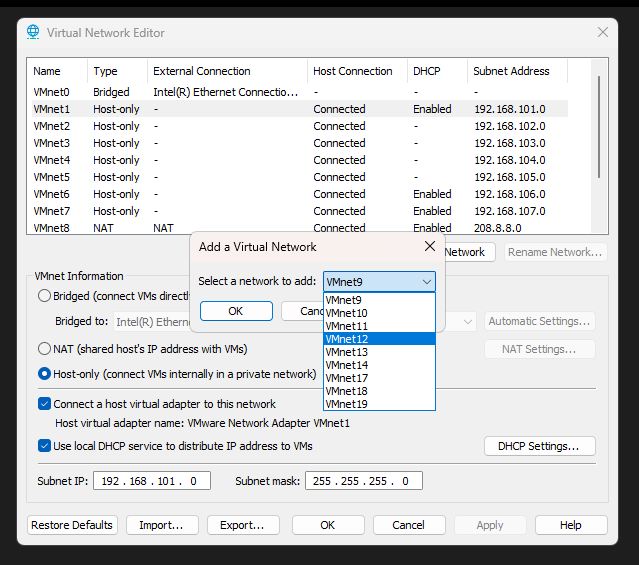 Virtual Network Editor
Name Type External Connection Host Connection DHCP Subnet Address
VMnet0 Bridged Intel(R) Ethernet Connectio... - - -
VMnet1 Host-only - Connected Enabled 192.168.101.0
VMnet2 Host-only - Connected - 192.168.102.0
VMnet3 Host-only - Connected - 192.168.103.0
VMnet4 Host-only - Connected - 192.168.104.0
VMnet5 Host-only - Connected - 192.168.105.0
VMnet6 Host-only - Connected Enabled 192.168.106.0
VMnet7 Host-only - Connected Enabled 192.168.107.0
VMnet8 NAT NAT Connected Enabled 208.8.8.0
Network Rename Network...
Add a Virtual Network
Select a network to add: VMnet9
OK
VMnet9
VMnet10
VMnet11
VMnet12
VMnet13
VMnet14
VMnet17
VMnet18
VMnet19
VMnet Information
Bridged (connect VMs directl
Bridged to: Intel(R) Ethern Automatic Settings...
NAT (shared host's IP address with VMs) NAT Settings...
Host-only (connect VMs internally in a private network)
Connect a host virtual adapter to this network
Host virtual adapter name: VMware Network Adapter VMnet1
Use local DHCP service to distribute IP address to VMs DHCP Settings...
Subnet IP: 192 . 168 . 101 . 0 Subnet mask: 255 . 255 . 255 . 0
Restore Defaults Import... Export... OK Cancel Apply Help